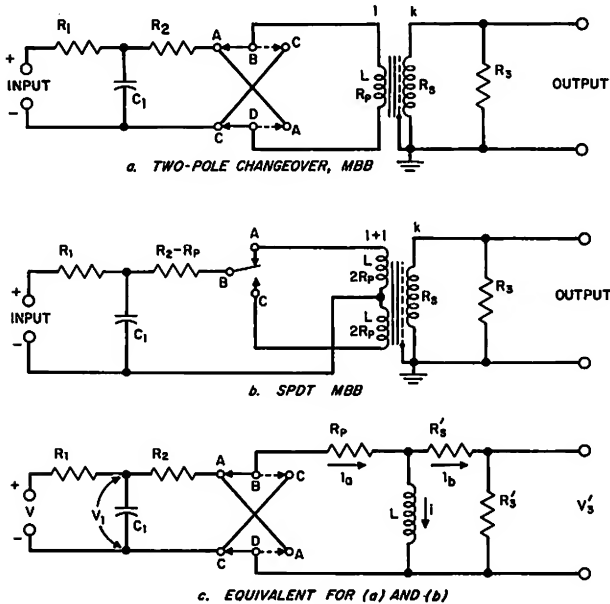 R1 R2 A B C 1 k
+ INPUT - C1 L RP RS R3 OUTPUT
C D A
a. TWO-POLE CHANGEOVER, MBB
R1 R2-RP A B C 1+1 k
+ INPUT - C1 L 2RP L 2RP RS R3 OUTPUT
b. SPDT MBB
R1 R2 A B C RP Ia R's Ib
+ V - V1 C1 L i R'3 V'3
C D A
c. EQUIVALENT FOR (a) AND (b)